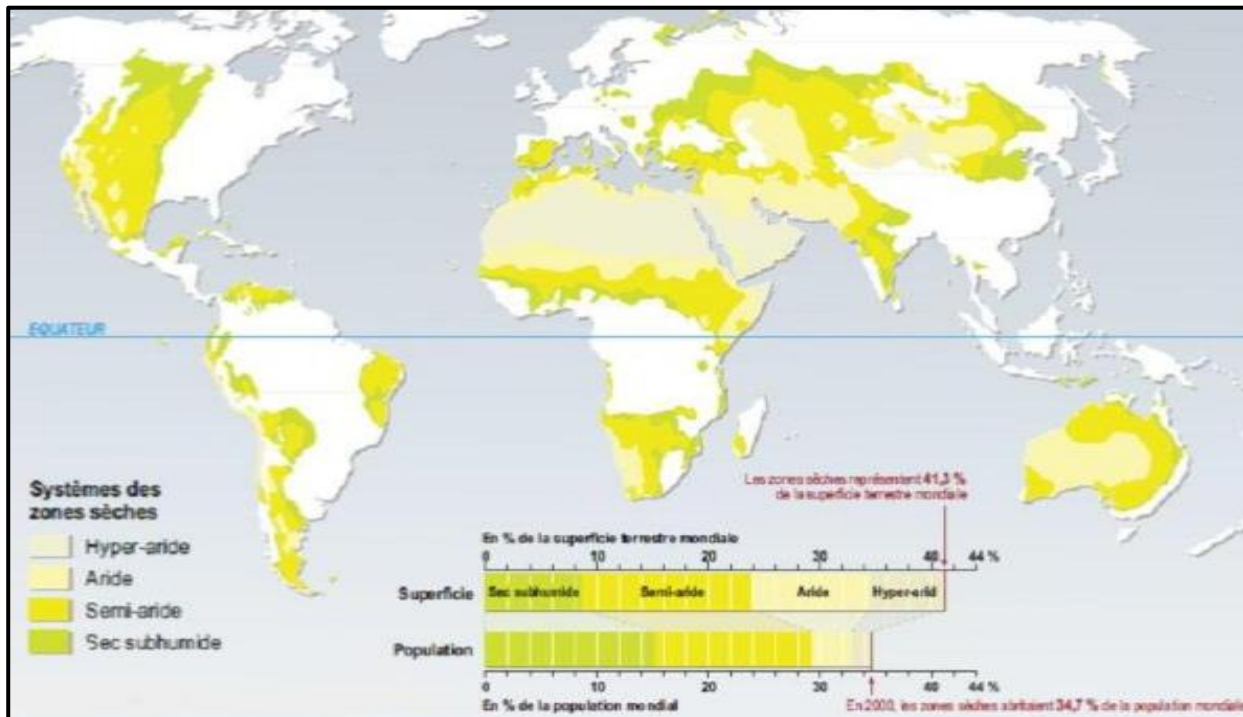 EQUATEUR
Systèmes des
zones sèches
Hyper-aride
Aride
Semi-aride
Sec subhumide
Les zones sèches représentent 41,3 %
de la superficie terrestre mondiale
En % de la superficie terrestre mondiale
0 10 20 30 40 44 %
Superficie Sec subhumide Semi-aride Aride Hyper-arid
Population
0 10 20 30 40 44 %
En % de la population mondial
En 2000, les zones sèches abritaient 34,7 % de la population mondiale